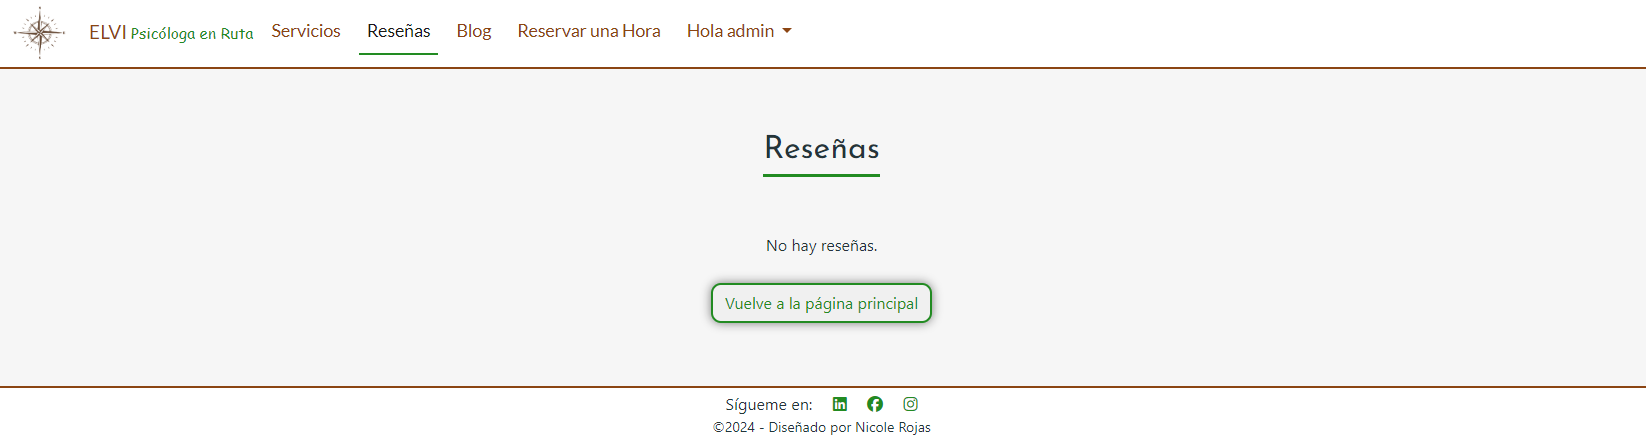 ELVI Psicóloga en Ruta Servicios Reseñas Blog Reservar una Hora Hola admin
Reseñas
No hay reseñas.
Vuelve a la página principal
Sígueme en:
©2024 - Diseñado por Nicole Rojas